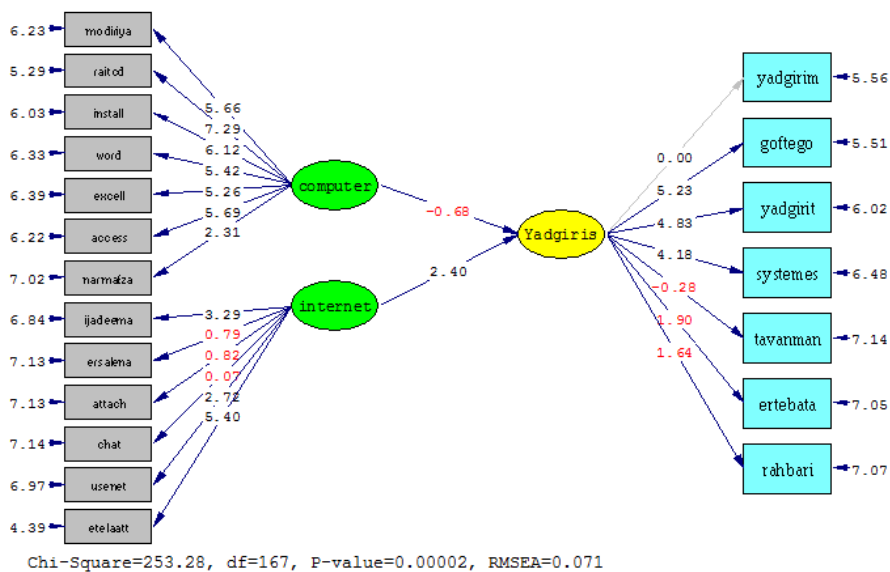 6.23 modiriya
5.29 raitod
6.03 install
6.33 word
6.39 excell
6.22 access
7.02 narmafza
6.84 ijadeema
7.13 ersalena
7.13 attach
7.14 chat
6.97 usenet
4.39 etelaatt
5.66
7.29
6.12
5.42
5.26
5.69
2.31
3.29
0.79
0.82
0.07
2.72
5.40
computer
internet
-0.68
2.40
Yadgiris
0.00
5.23
4.83
4.18
-0.28
1.90
1.64
yadgirim 5.56
goftego 5.51
yadgirit 6.02
systemes 6.48
tavanman 7.14
ertebata 7.05
rahbari 7.07
Chi-Square=253.28, df=167, P-value=0.00002, RMSEA=0.071